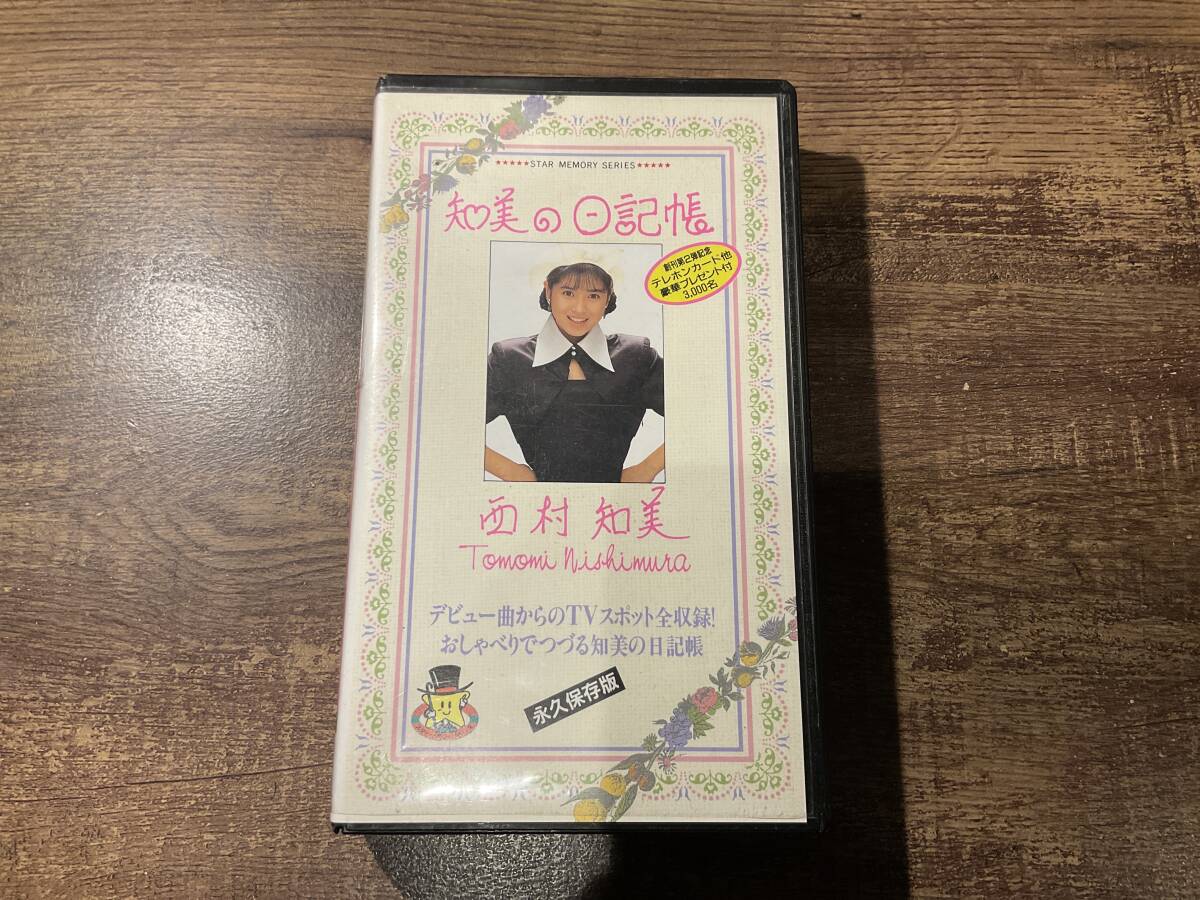 ★★★★★STAR MEMORY SERIES★★★★★
知美の日記帳
創刊第2弾記念
テレホンカード他
豪華プレゼント付
3,000名
西村 知美
Tomomi Nishimura
デビュー曲からのTVスポット全収録!
おしゃべりでつづる知美の日記帳
永久保存版